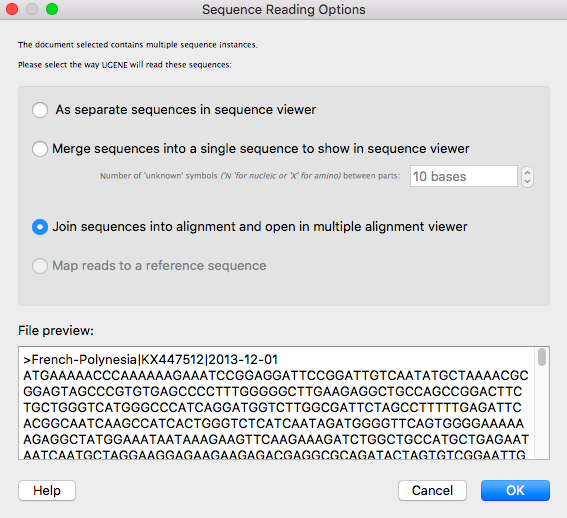 Sequence Reading Options
The document selected contains multiple sequence instances.
Please select the way UGENE will read these sequences:
As separate sequences in sequence viewer
Merge sequences into a single sequence to show in sequence viewer
Number of 'unknown' symbols ('N 'for nucleic or 'X' for amino) between parts: 10 bases
Join sequences into alignment and open in multiple alignment viewer
Map reads to a reference sequence
File preview:
>French-Polynesia|KX447512|2013-12-01
ATGAAAAACCCAAAAAAGAAATCCGGAGGATTCCGGATTGTCAATATGCTAAAACGC
GGAGTAGCCCGTGTGAGCCCCTTTGGGGGCTTGAAGAGGCTGCCAGCCGGACTTC
TGCTGGGTCATGGGCCCATCAGGATGGTCTTGGCGATTCTAGCCTTTTTGAGATTC
ACGGCAATCAAGCCATCACTGGGTCTCATCAATAGATGGGGTTCAGTGGGGAAAAA
AGAGGCTATGGAAATAATAAAGAAGTTCAAGAAAGATCTGGCTGCCATGCTGAGAAT
AATCAATGCTAGGAAGGAGAAGAAGAGACGAGGCGCAGATACTAGTGTCGGAATTG
Help
Cancel
OK